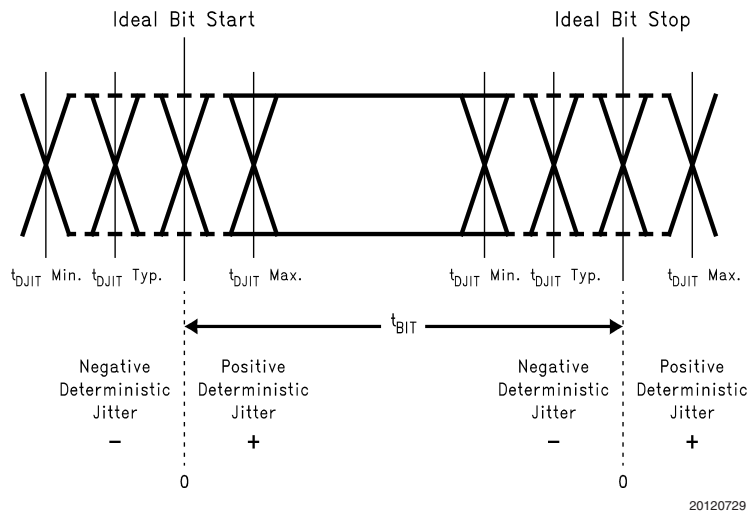 Ideal Bit Start
Ideal Bit Stop
tDJIT Min.
tDJIT Typ.
tDJIT Max.
tDJIT Min.
tDJIT Typ.
tDJIT Max.
tBIT
Negative
Deterministic
Jitter
−
Positive
Deterministic
Jitter
+
Negative
Deterministic
Jitter
−
Positive
Deterministic
Jitter
+
0
0
20120729